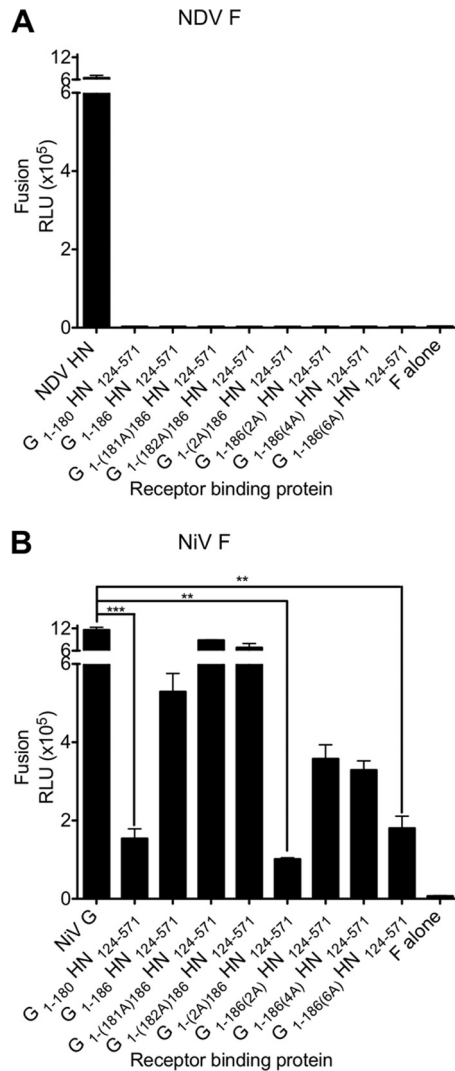 A
NDV F
12
6
6
4
2
0
Fusion
RLU (x10⁵)
NDV HN
G 1-180 HN 124-571
G 1-186 HN 124-571
G 1-(181A)186 HN 124-571
G 1-(182A)186 HN 124-571
G 1-(2A)186 HN 124-571
G 1-186(2A) HN 124-571
G 1-186(4A) HN 124-571
G 1-186(6A) HN 124-571
F alone
Receptor binding protein
B
NiV F
**
**
***
12
6
6
4
2
0
Fusion
RLU (x10⁵)
NiV G
G 1-180 HN 124-571
G 1-186 HN 124-571
G 1-(181A)186 HN 124-571
G 1-(182A)186 HN 124-571
G 1-(2A)186 HN 124-571
G 1-186(2A) HN 124-571
G 1-186(4A) HN 124-571
G 1-186(6A) HN 124-571
F alone
Receptor binding protein